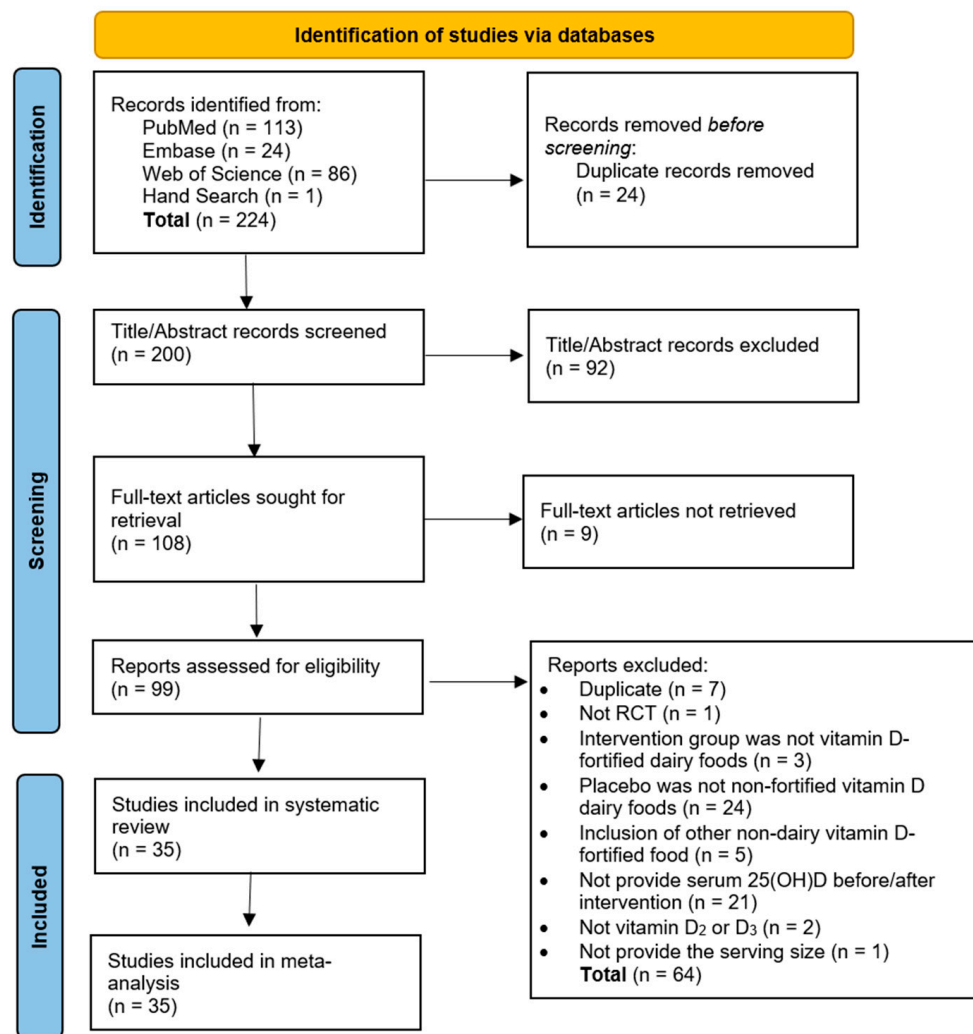 Identification of studies via databases
Identification
Records identified from:
PubMed (n = 113)
Embase (n = 24)
Web of Science (n = 86)
Hand Search (n = 1)
Total (n = 224)
Records removed before
screening:
Duplicate records removed
(n = 24)
Screening
Title/Abstract records screened
(n = 200)
Title/Abstract records excluded
(n = 92)
Full-text articles sought for
retrieval
(n = 108)
Full-text articles not retrieved
(n = 9)
Reports assessed for eligibility
(n = 99)
Reports excluded:
• Duplicate (n = 7)
• Not RCT (n = 1)
• Intervention group was not vitamin D-
fortified dairy foods (n = 3)
• Placebo was not non-fortified vitamin D
dairy foods (n = 24)
• Inclusion of other non-dairy vitamin D-
fortified food (n = 5)
• Not provide serum 25(OH)D before/after
intervention (n = 21)
• Not vitamin D₂ or D₃ (n = 2)
• Not provide the serving size (n = 1)
Total (n = 64)
Included
Studies included in systematic
review
(n = 35)
Studies included in meta-
analysis
(n = 35)